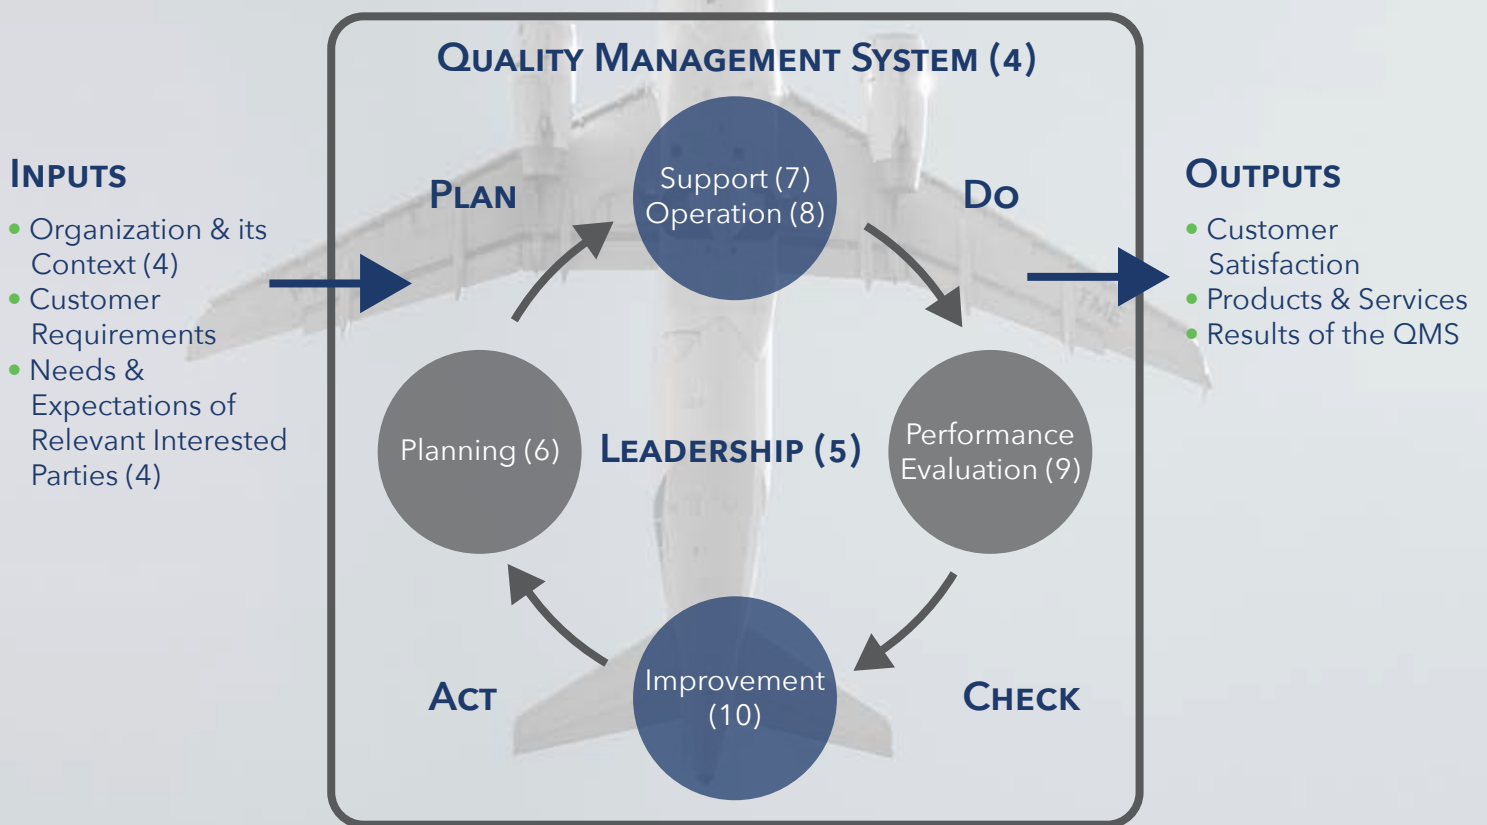 QUALITY MANAGEMENT SYSTEM (4)
INPUTS
• Organization & its
Context (4)
• Customer
Requirements
• Needs &
Expectations of
Relevant Interested
Parties (4)
PLAN
Support (7)
Operation (8)
DO
Planning (6)
LEADERSHIP (5)
Performance
Evaluation (9)
ACT
Improvement
(10)
CHECK
OUTPUTS
• Customer
Satisfaction
• Products & Services
• Results of the QMS